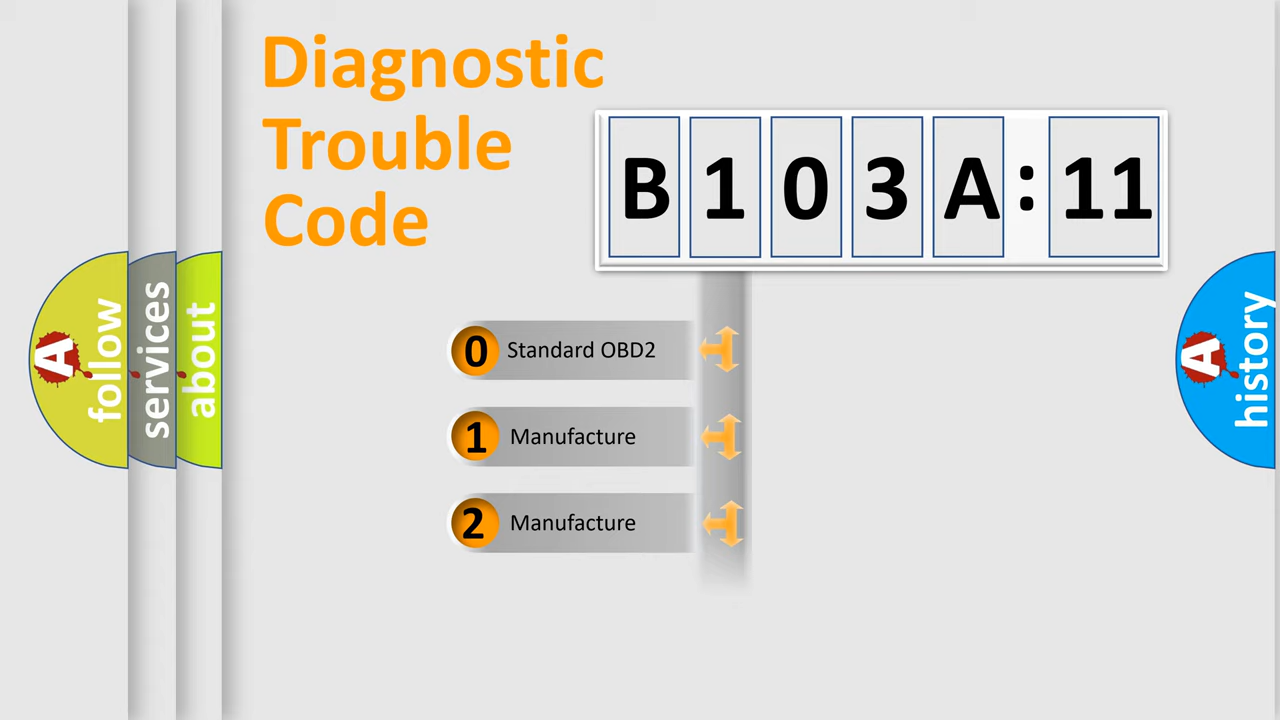 Diagnostic
Trouble
Code
B 1 0 3 A : 11
0 Standard OBD2
1 Manufacture
2 Manufacture
A follow
services
about
A history